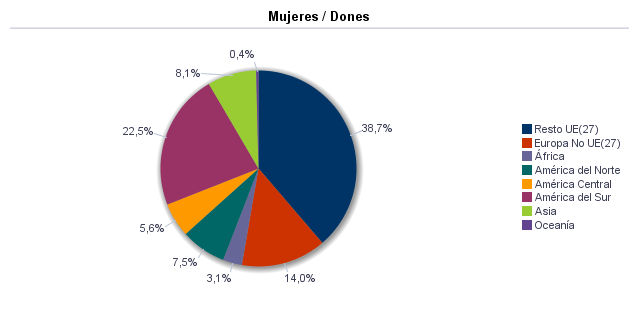 Mujeres / Dones
0,4%
8,1%
38,7%
22,5%
5,6%
7,5%
3,1%
14,0%
Resto UE(27)
Europa No UE(27)
África
América del Norte
América Central
América del Sur
Asia
Oceanía